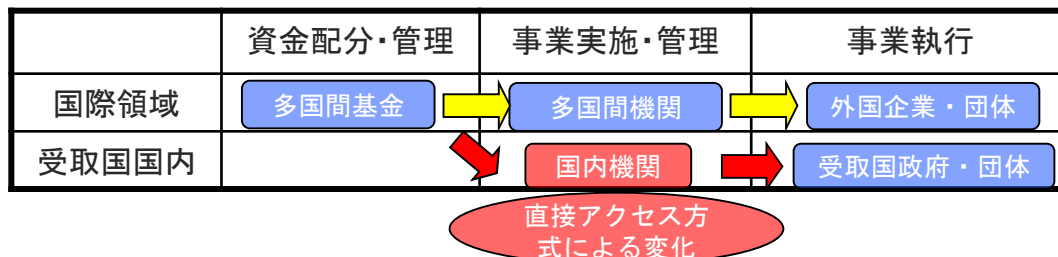 資金配分・管理 事業実施・管理 事業執行
国際領域 多国間基金 多国間機関 外国企業・団体
受取国国内 国内機関 受取国政府・団体
直接アクセス方
式による変化